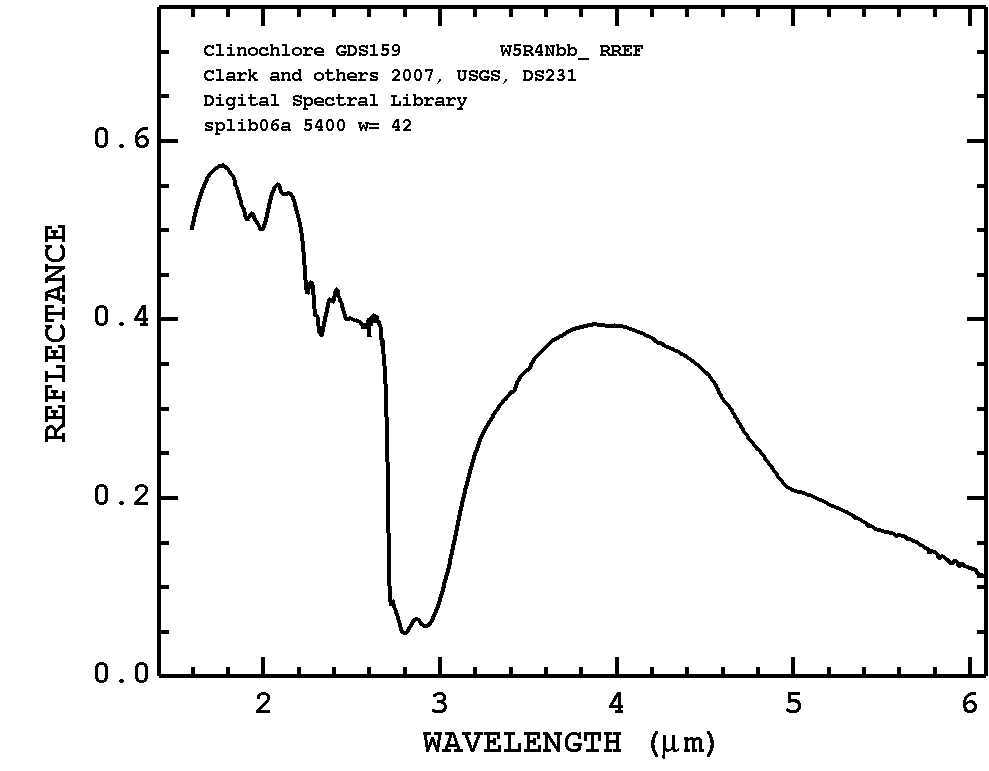 Clinochlore GDS159 W5R4Nbb_ RREF
Clark and others 2007, USGS, DS231
Digital Spectral Library
splib06a 5400 w= 42
0.6
0.4
0.2
0.0
REFLECTANCE
2 3 4 5 6
WAVELENGTH (μm)